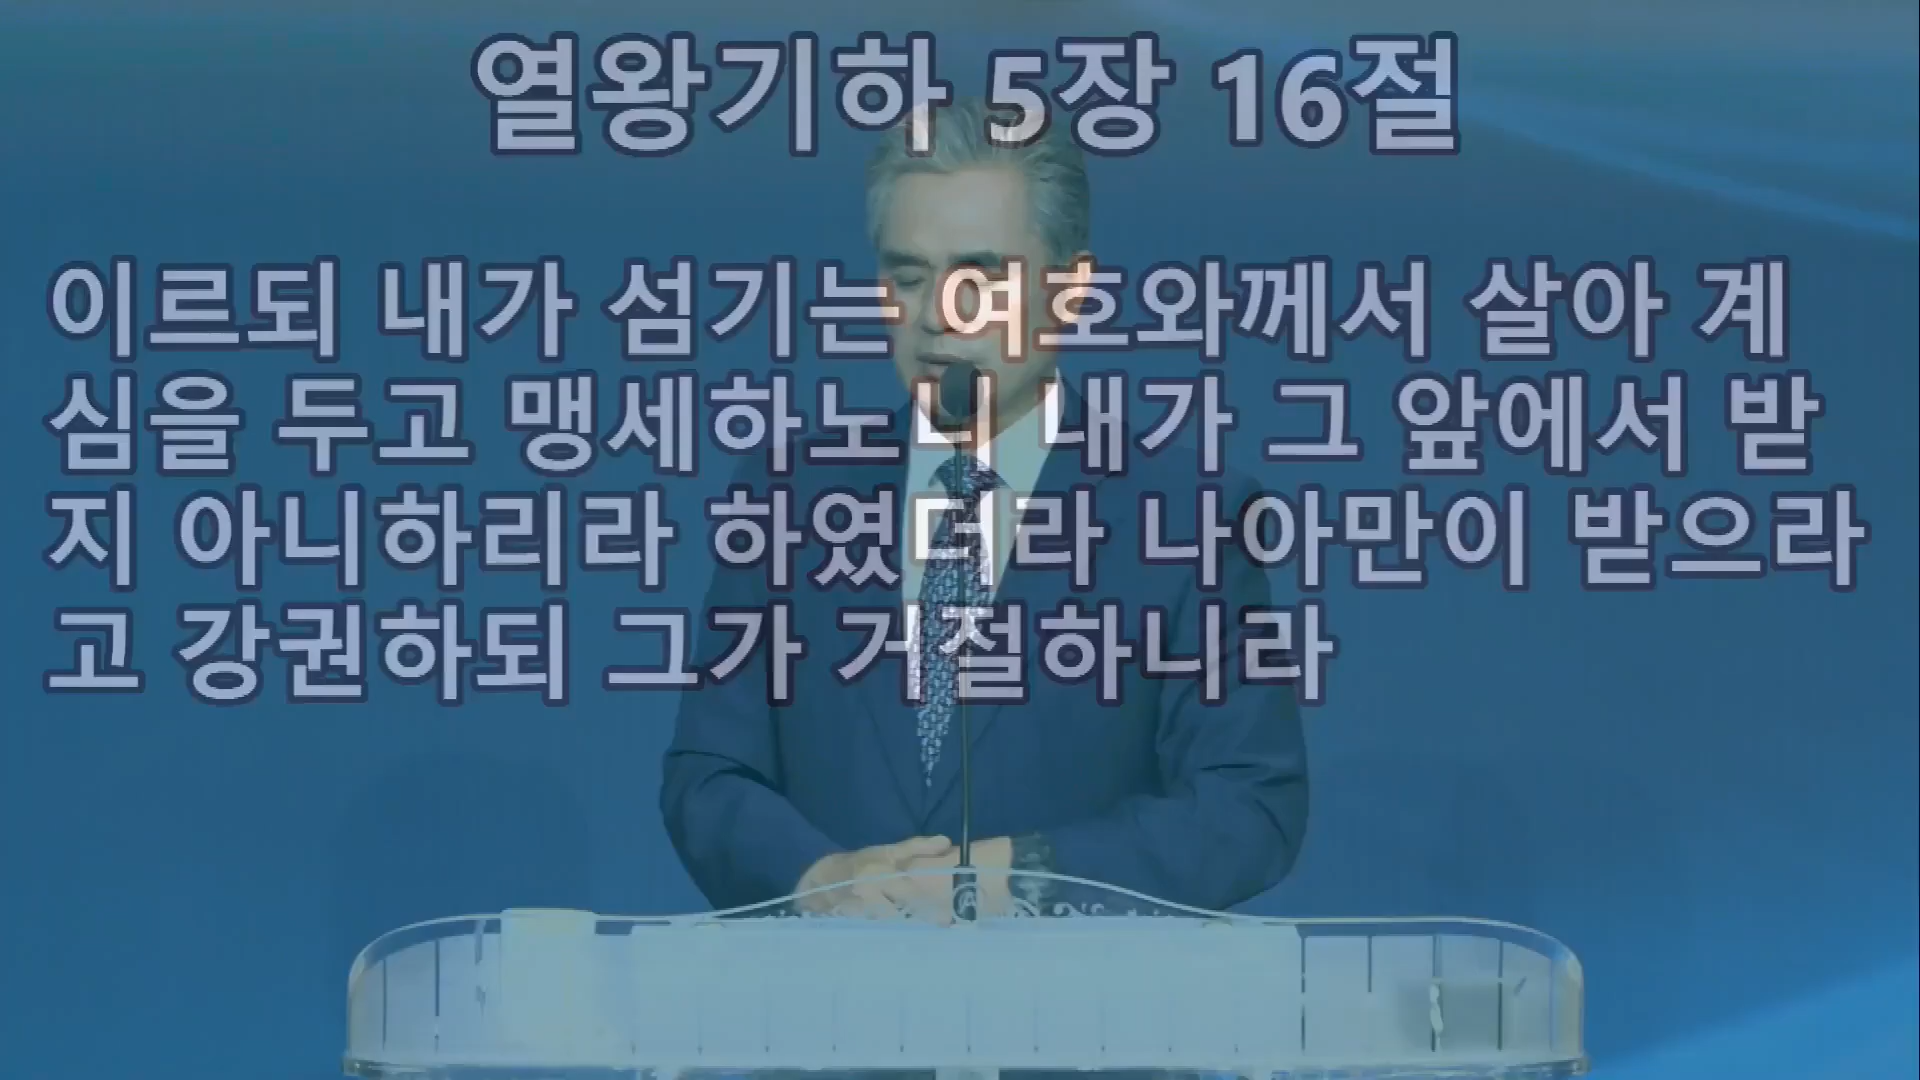 열왕기하 5장 16절
이르되 내가 섬기는 여호와께서 살아 계
심을 두고 맹세하노니 내가 그 앞에서 받
지 아니하리라 하였더라 나아만이 받으라
고 강권하되 그가 거절하니라